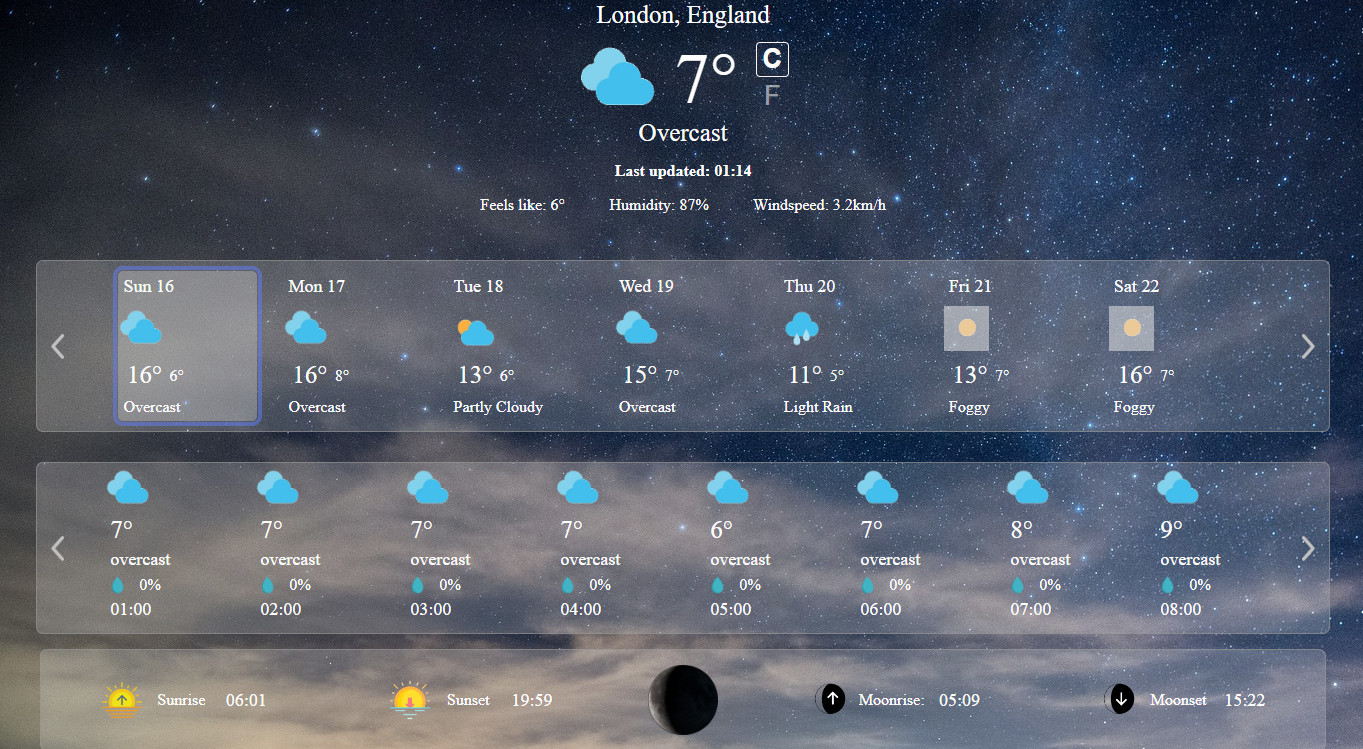 London, England
7° C
F
Overcast
Last updated: 01:14
Feels like: 6° Humidity: 87% Windspeed: 3.2km/h
Sun 16 Mon 17 Tue 18 Wed 19 Thu 20 Fri 21 Sat 22
16° 6° 16° 8° 13° 6° 15° 7° 11° 5° 13° 7° 16° 7°
Overcast Overcast Partly Cloudy Overcast Light Rain Foggy Foggy
7° 7° 7° 7° 6° 7° 8° 9°
overcast overcast overcast overcast overcast overcast overcast overcast
0% 0% 0% 0% 0% 0% 0% 0%
01:00 02:00 03:00 04:00 05:00 06:00 07:00 08:00
Sunrise 06:01 Sunset 19:59 Moonrise: 05:09 Moonset 15:22